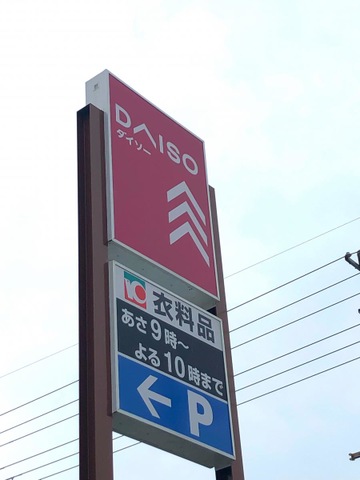 DAISO
ダイソー
衣料品
あさ9時~
よる10時まで
P